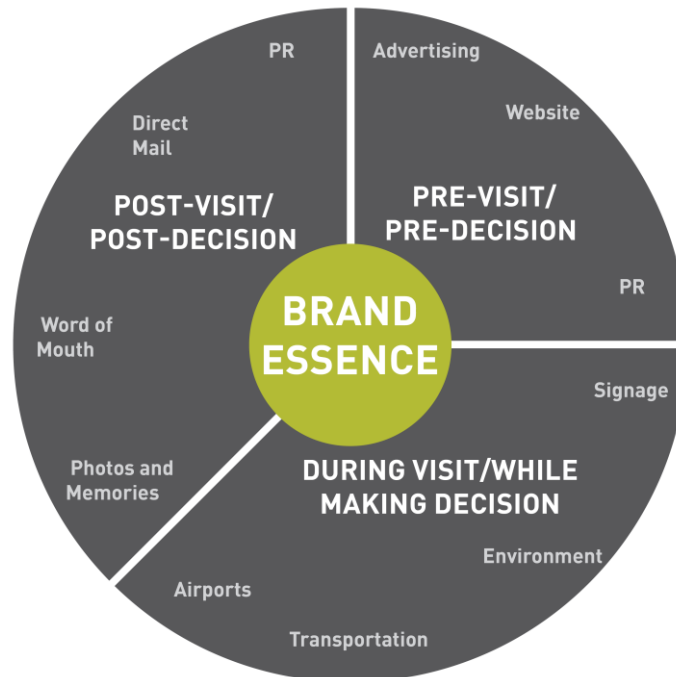 PR
Advertising
Website
Direct
Mail
POST-VISIT/
POST-DECISION
PRE-VISIT/
PRE-DECISION
PR
BRAND
ESSENCE
Word of
Mouth
Signage
Photos and
Memories
DURING VISIT/WHILE
MAKING DECISION
Environment
Airports
Transportation